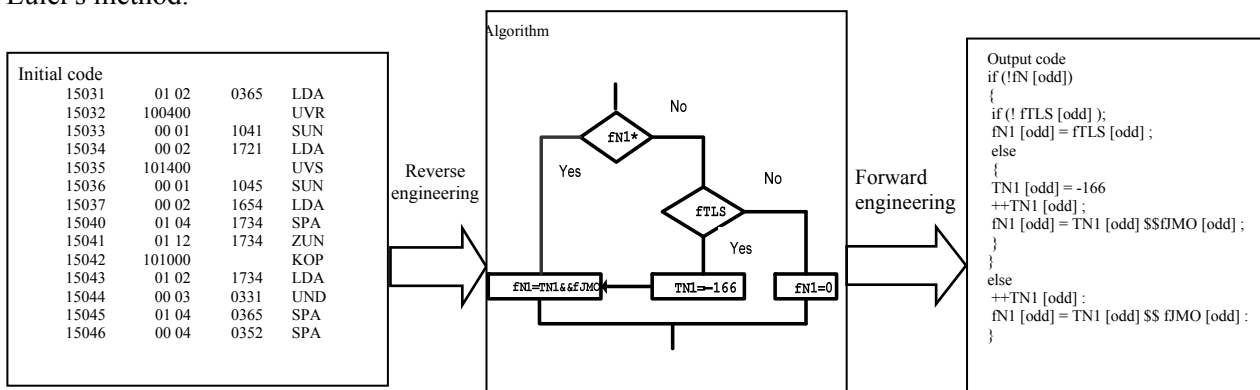 Euler's method.
Initial code
15031 01 02 0365 LDA
15032 100400 UVR
15033 00 01 1041 SUN
15034 00 02 1721 LDA
15035 101400 UVS
15036 00 01 1045 SUN
15037 00 02 1654 LDA
15040 01 04 1734 SPA
15041 01 12 1734 ZUN
15042 101000 KOP
15043 01 02 1734 LDA
15044 00 03 0331 UND
15045 01 04 0365 SPA
15046 00 04 0352 SPA
Reverse
engineering
Algorithm
No
fN1*
Yes
No
fTLS
Yes
fN1=TN1&&fJMO
TN1=-166
fN1=0
Forward
engineering
Output code
if (!fN [odd])
{
if (! fTLS [odd] );
fN1 [odd] = fTLS [odd] ;
else
{
TN1 [odd] = -166
++TN1 [odd] ;
fN1 [odd] = TN1 [odd] $$fJMO [odd] ;
}
}
else
++TN1 [odd] :
fN1 [odd] = TN1 [odd] $$ fJMO [odd] :
}